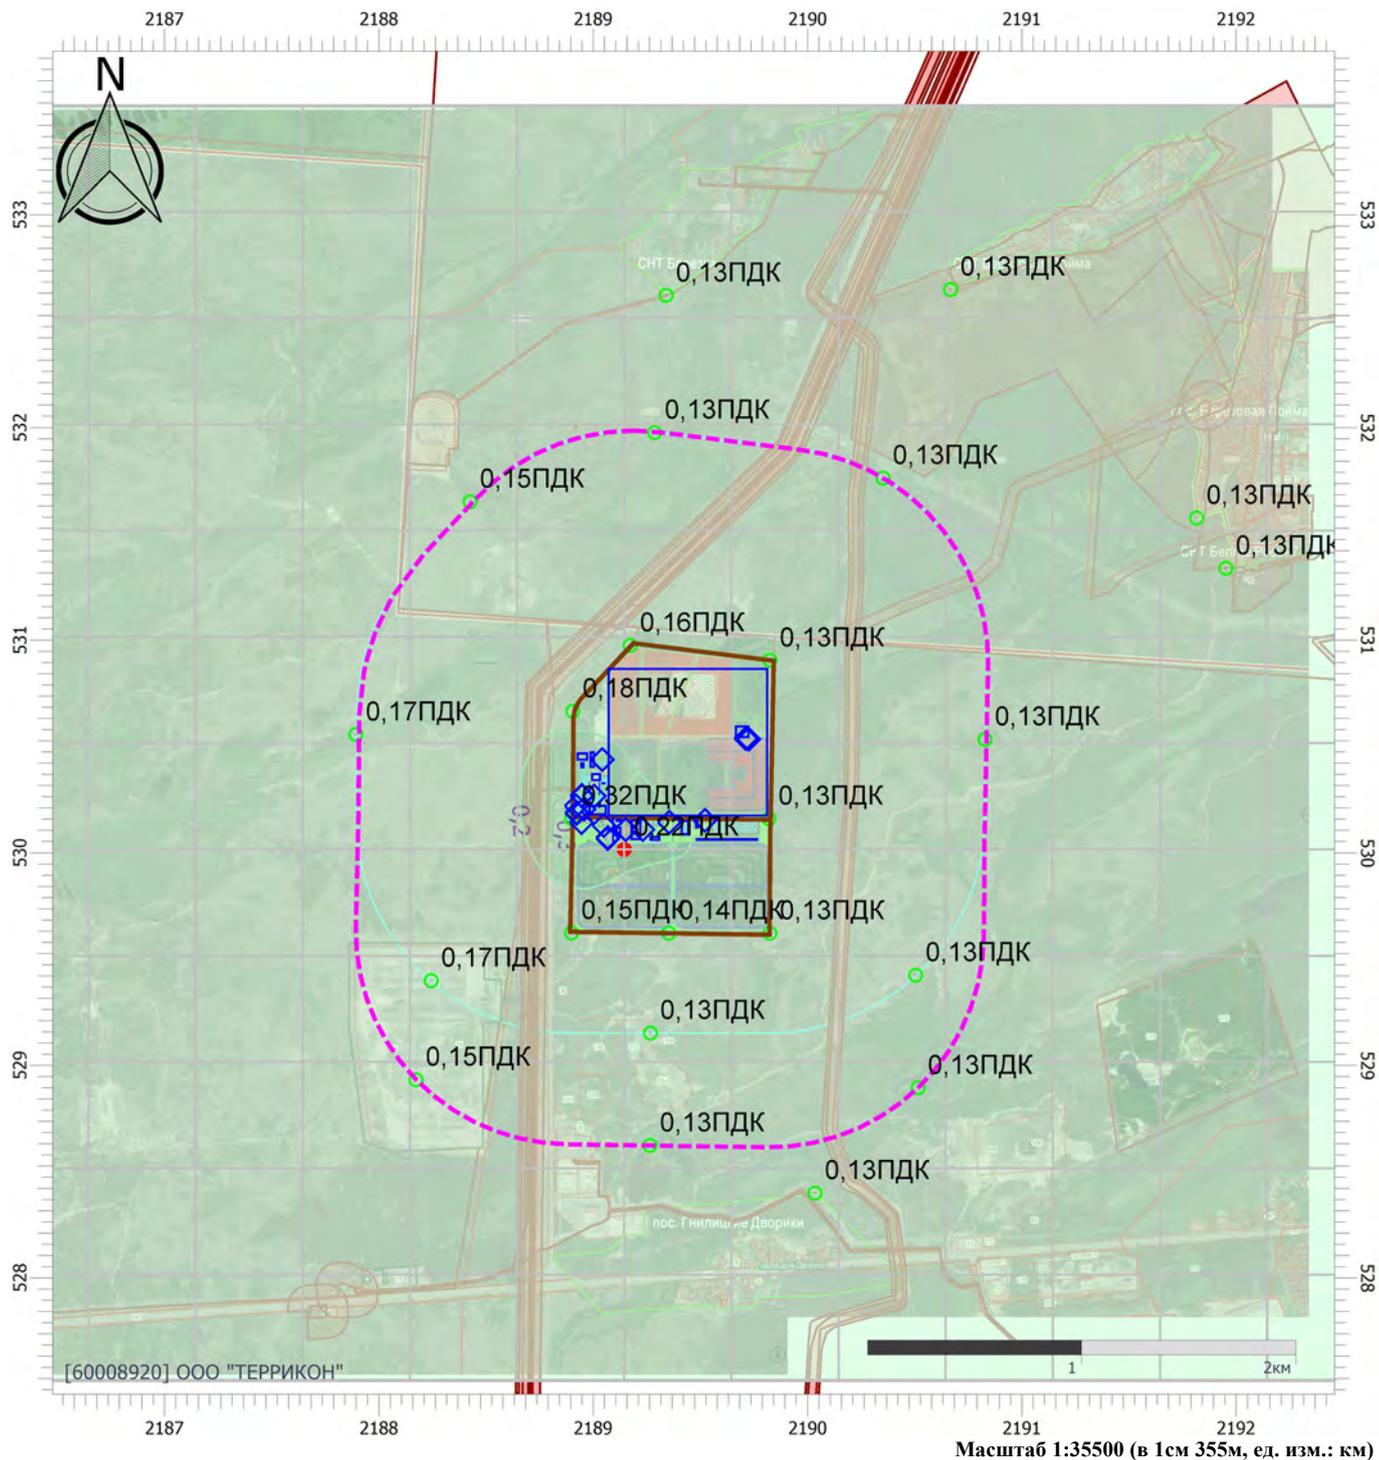 2187 2188 2189 2190 2191 2192
N
533 533
0,13ПДК 0,13ПДК
0,13ПДК
532 532
0,13ПДК
0,15ПДК
0,13ПДК
0,13ПДК
0,16ПДК
0,13ПДК
531 531
0,18ПДК
0,17ПДК 0,13ПДК
0,32ПДК 0,13ПДК
0,2
0,22ПДК
530 530
0,15ПДК 0,14ПДК 0,13ПДК
0,17ПДК 0,13ПДК
0,13ПДК
0,15ПДК 0,13ПДК
529 529
0,13ПДК
0,13ПДК
пос. Гнилицкие Дворики
528 528
1 2км
[60008920] ООО "ТЕРРИКОН"
2187 2188 2189 2190 2191 2192
Масштаб 1:35500 (в 1см 355м, ед. изм.: км)